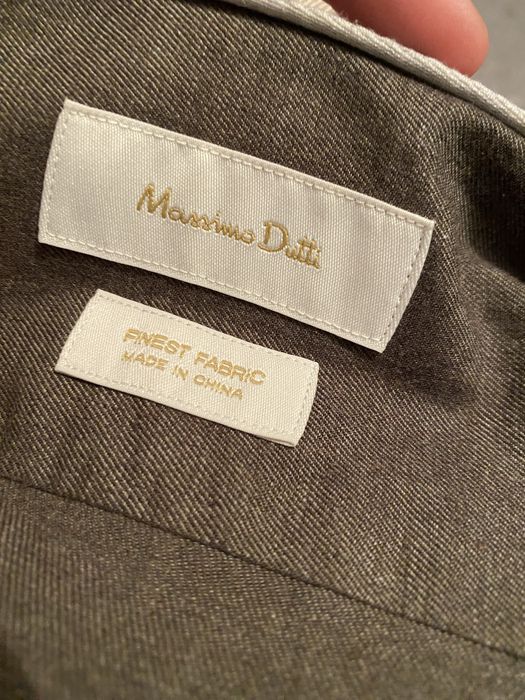 Massimo Dutti
FINEST FABRIC
MADE IN CHINA